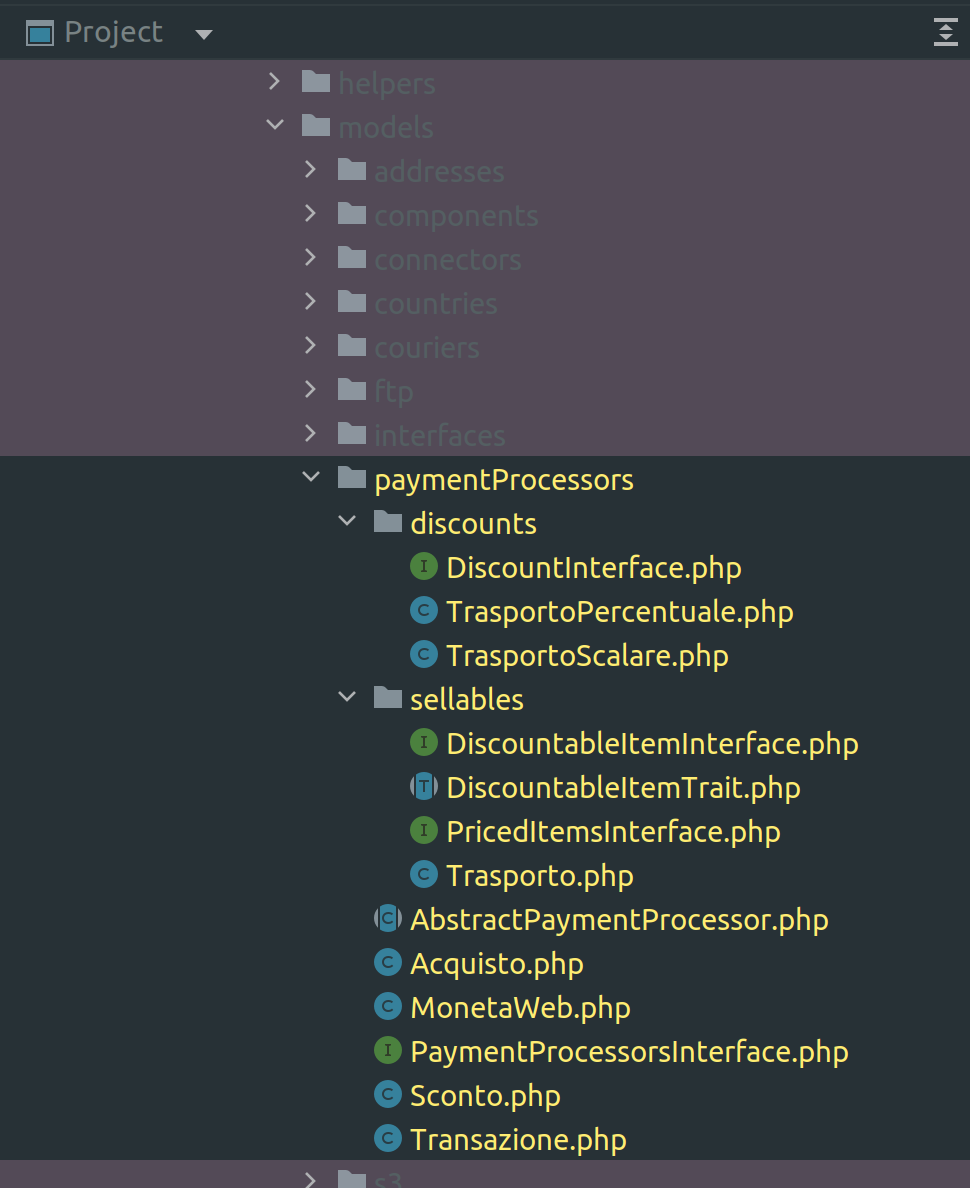 Project
helpers
models
addresses
components
connectors
countries
couriers
ftp
interfaces
paymentProcessors
discounts
I DiscountInterface.php
C TrasportoPercentuale.php
C TrasportoScalare.php
sellables
I DiscountableItemInterface.php
T DiscountableItemTrait.php
I PricedItemsInterface.php
C Trasporto.php
C AbstractPaymentProcessor.php
C Acquisto.php
C MonetaWeb.php
I PaymentProcessorsInterface.php
C Sconto.php
C Transazione.php
s3